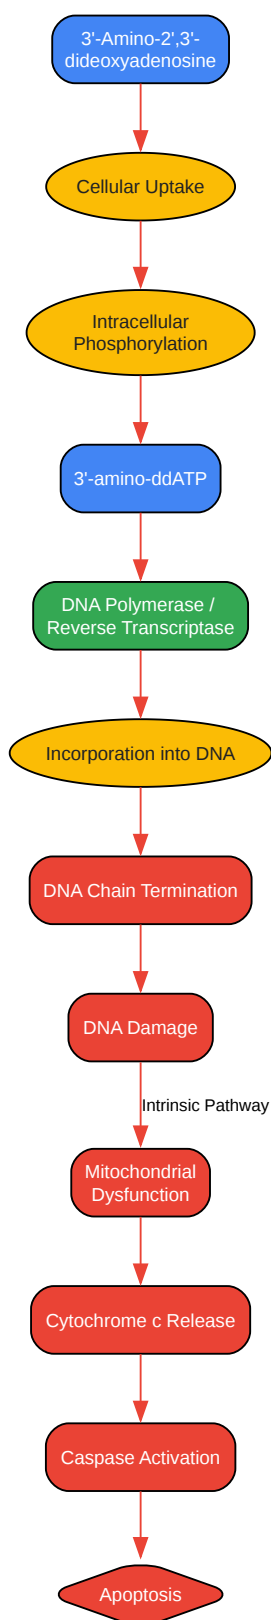 3'-Amino-2',3'-
dideoxyadenosine
Cellular Uptake
Intracellular
Phosphorylation
3'-amino-ddATP
DNA Polymerase /
Reverse Transcriptase
Incorporation into DNA
DNA Chain Termination
DNA Damage
Intrinsic Pathway
Mitochondrial
Dysfunction
Cytochrome c Release
Caspase Activation
Apoptosis